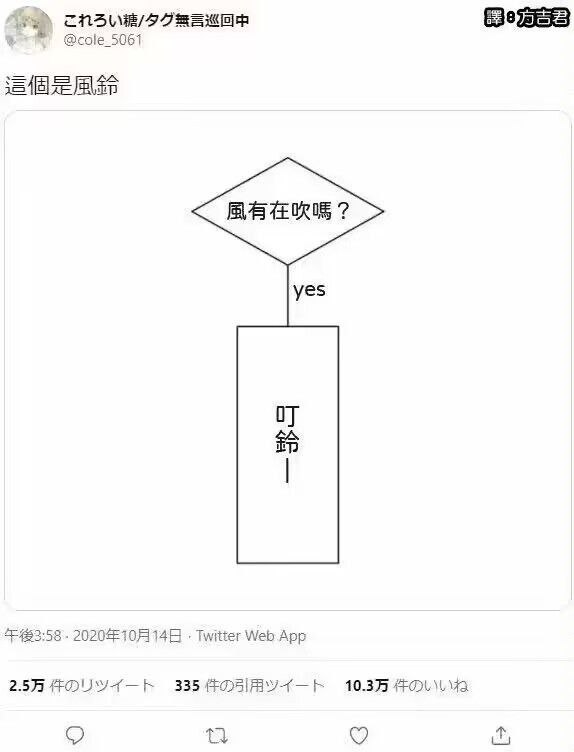 これろい糖/タグ無言巡回中
譯●方吉君
@cole_5061
這個是風鈴
風有在吹嗎？
yes
叮鈴ー
午後3:58 · 2020年10月14日 · Twitter Web App
2.5万 件のリツイート 335 件の引用ツイート 10.3万 件のいいね